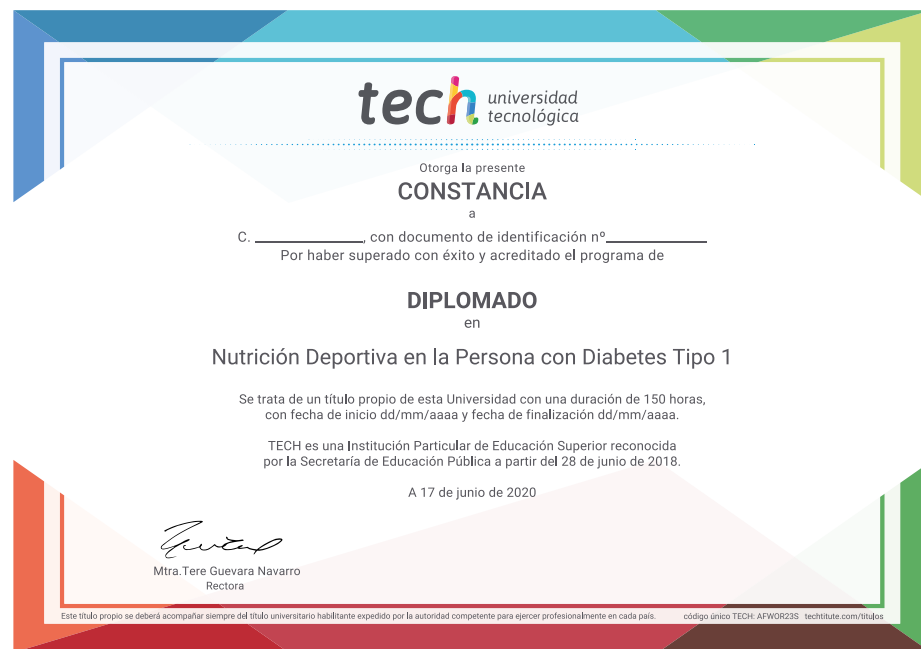 tech universidad
tecnológica
Otorga la presente
CONSTANCIA
a
C. ____________, con documento de identificación nº____________
Por haber superado con éxito y acreditado el programa de
DIPLOMADO
en
Nutrición Deportiva en la Persona con Diabetes Tipo 1
Se trata de un título propio de esta Universidad con una duración de 150 horas,
con fecha de inicio dd/mm/aaaa y fecha de finalización dd/mm/aaaa.
TECH es una Institución Particular de Educación Superior reconocida
por la Secretaría de Educación Pública a partir del 28 de junio de 2018.
A 17 de junio de 2020
Mtra.Tere Guevara Navarro
Rectora
Este título propio se deberá acompañar siempre del título universitario habilitante expedido por la autoridad competente para ejercer profesionalmente en cada país. código único TECH: AFWOR23S techtitute.com/titulos